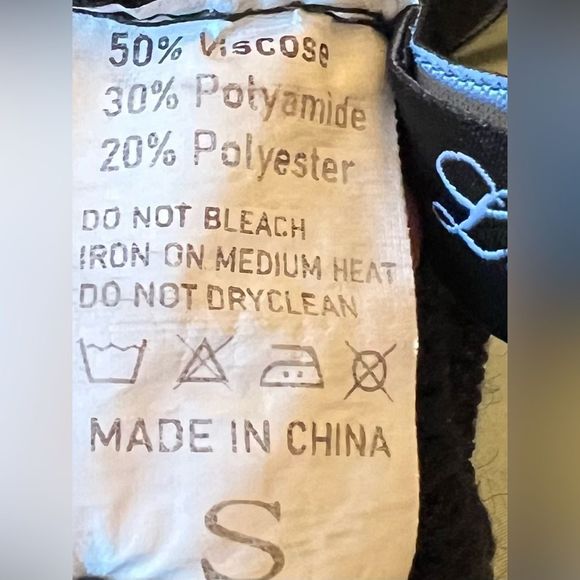 50% Viscose
30% Polyamide
20% Polyester
DO NOT BLEACH
IRON ON MEDIUM HEAT
DO NOT DRYCLEAN
MADE IN CHINA
S